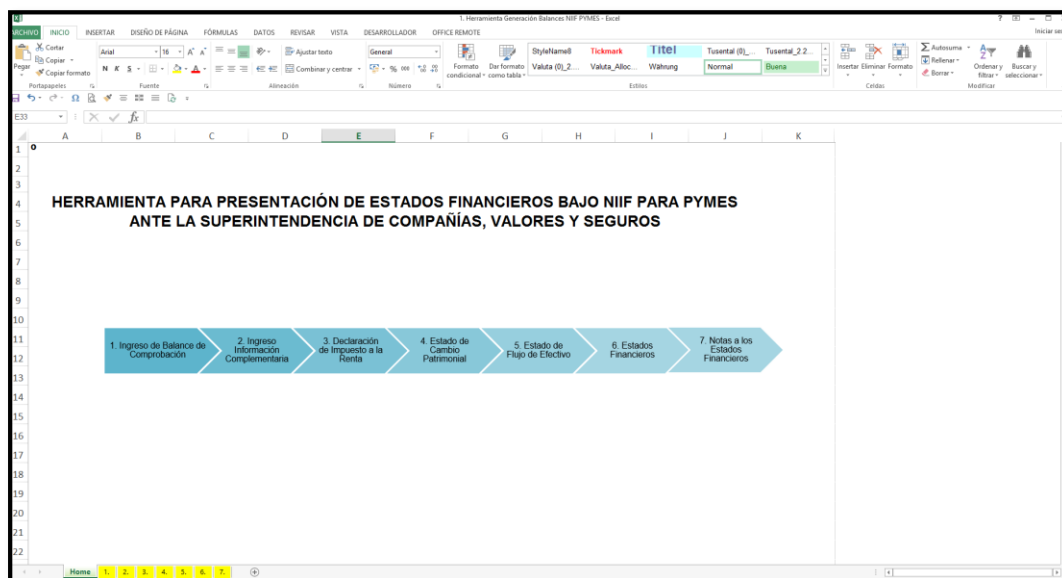 1. Herramienta Generación Balances NIIF PYMES - Excel
ARCHIVO INICIO INSERTAR DISEÑO DE PÁGINA FÓRMULAS DATOS REVISAR VISTA DESARROLLADOR OFFICE REMOTE Iniciar ses
Cortar
Copiar
Copiar formato
Pegar
Portapapeles
Arial 16
N K S
Fuente
Ajustar texto
Combinar y centrar
Alineación
General
% 000
Número
Formato condicional
Dar formato como tabla
StyleName8 Tickmark Titel Tusental (0)_... Tusental_2 2...
Valuta (0)_2.... Valuta_Alloc... Währung Normal Buena
Estilos
Insertar Eliminar Formato
Celdas
Autosuma
Rellenar
Borrar
Ordenar y filtrar
Buscar y seleccionar
Modificar
E33 fx
A B C D E F G H I J K
1 o
2
3
4 HERRAMIENTA PARA PRESENTACIÓN DE ESTADOS FINANCIEROS BAJO NIIF PARA PYMES
5 ANTE LA SUPERINTENDENCIA DE COMPAÑÍAS, VALORES Y SEGUROS
6
7
8
9
10
11
12
13
14
15
16
17
18
19
20
21
22
1. Ingreso de Balance de
Comprobación
2. Ingreso
Información
Complementaria
3. Declaración
de Impuesto a la
Renta
4. Estado de
Cambio
Patrimonial
5. Estado de
Flujo de Efectivo
6. Estados
Financieros
7. Notas a los
Estados
Financieros
Home 1. 2. 3. 4. 5. 6. 7.